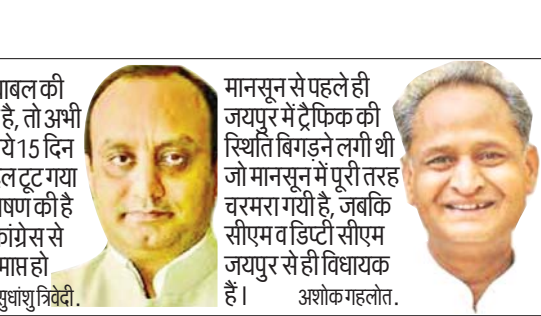 बल की
है, तो अभी
ये 15 दिन
टूट गया
षण की है
कांग्रेस से
माप्त हो
सुधांशु त्रिवेदी.
मानसून से पहले ही
जयपुर में ट्रैफिक की
स्थिति बिगड़ने लगी थी
जो मानसून में पूरी तरह
चरमरा गयी है, जबकि
सीएम व डिप्टी सीएम
जयपुर से ही विधायक
हैं।
अशोक गहलोत.